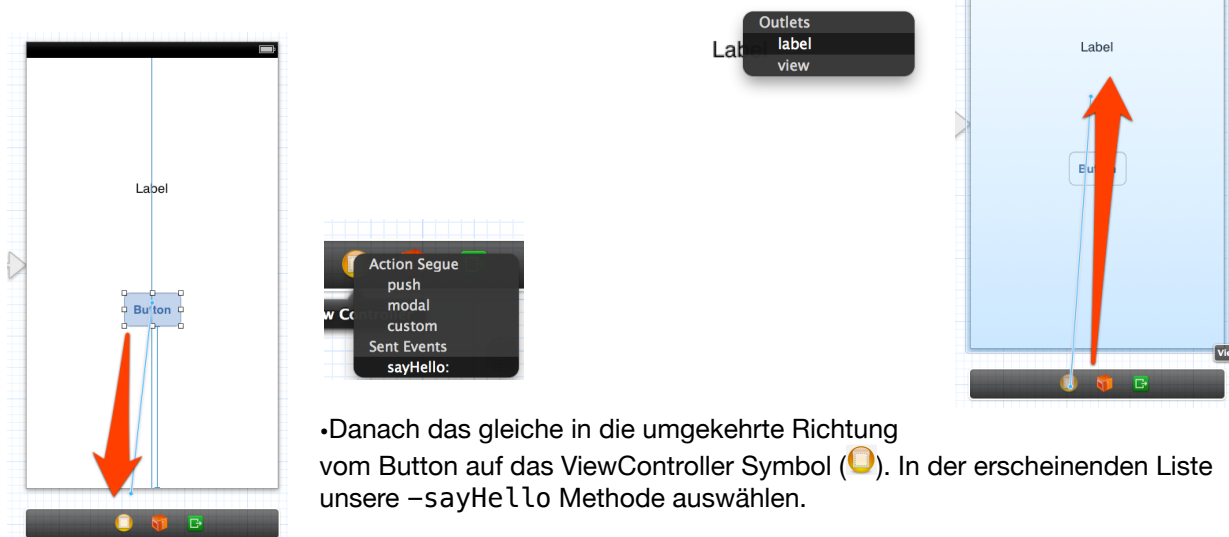 Label
Button
Action Segue
push
modal
custom
Sent Events
sayHello:
Outlets
label
view
Label
Label
•Danach das gleiche in die umgekehrte Richtung
vom Button auf das ViewController Symbol (). In der erscheinenden Liste
unsere –sayHello Methode auswählen.